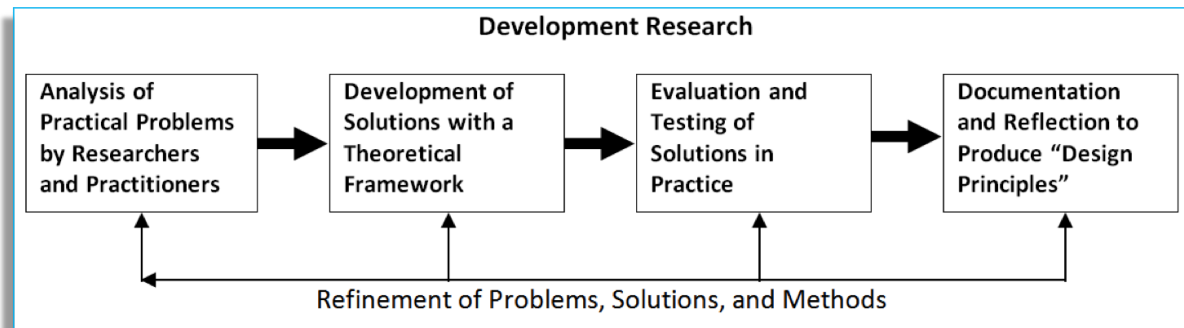 Development Research
Analysis of
Practical Problems
by Researchers
and Practitioners
Development of
Solutions with a
Theoretical
Framework
Evaluation and
Testing of
Solutions in
Practice
Documentation
and Reflection to
Produce “Design
Principles”
Refinement of Problems, Solutions, and Methods